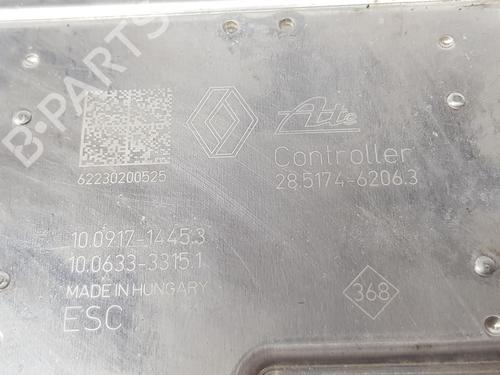 B-PARTS
Ate
Controller
62230200525
28.5174-6206.3
10.0917-1445.3
10.0633-3315.1
MADE IN HUNGARY
368
ESC